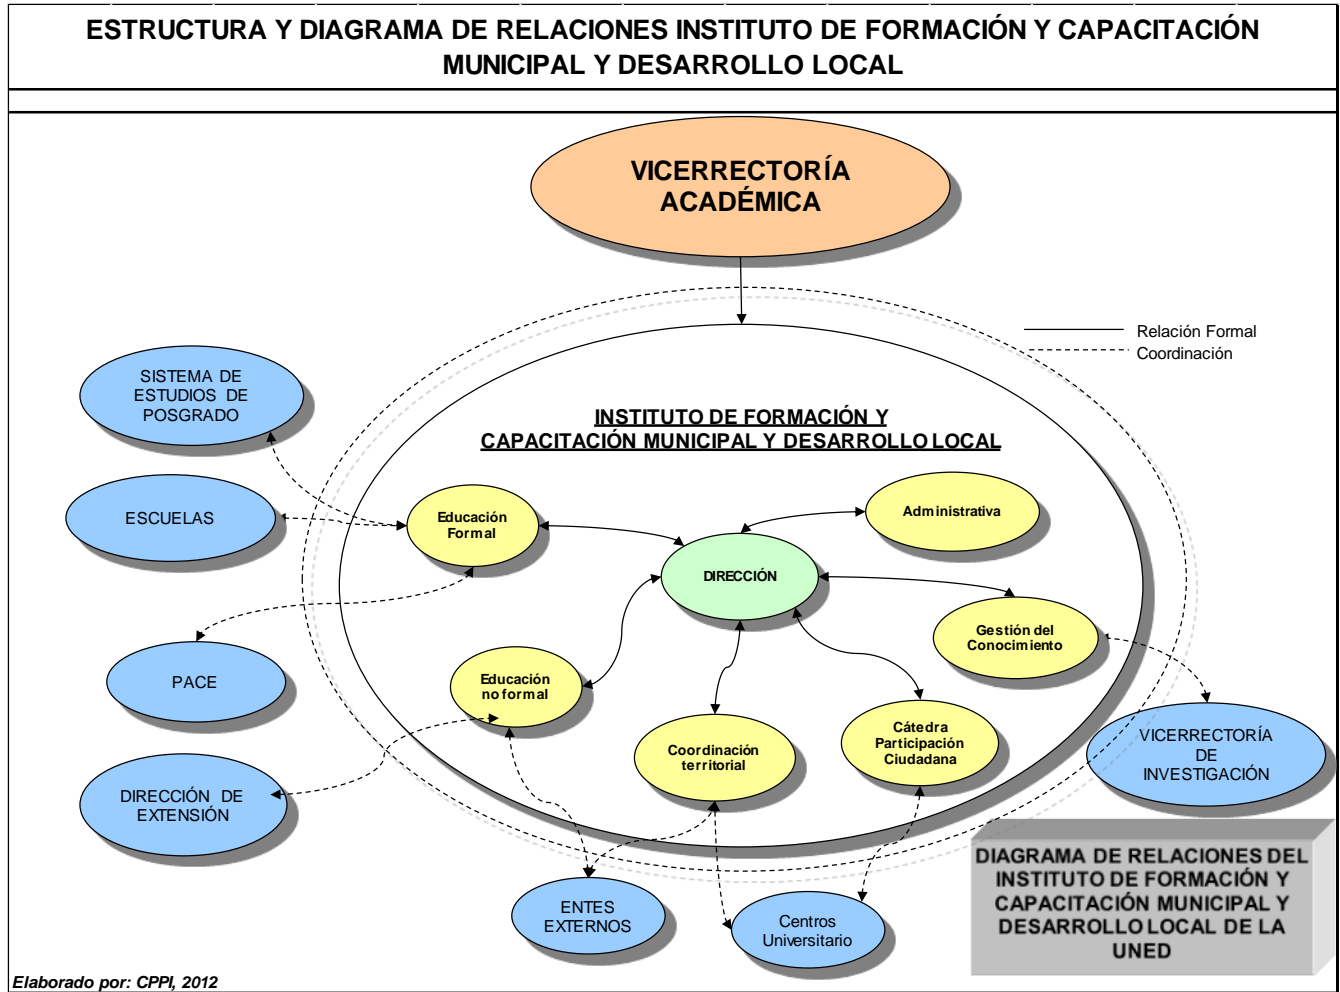 ESTRUCTURA Y DIAGRAMA DE RELACIONES INSTITUTO DE FORMACIÓN Y CAPACITACIÓN
MUNICIPAL Y DESARROLLO LOCAL
VICERRECTORÍA
ACADÉMICA
Relación Formal
Coordinación
SISTEMA DE
ESTUDIOS DE
POSGRADO
INSTITUTO DE FORMACIÓN Y
CAPACITACIÓN MUNICIPAL Y DESARROLLO LOCAL
ESCUELAS
Educación
Formal
Administrativa
DIRECCIÓN
Gestión del
Conocimiento
PACE
Educación
no formal
Coordinación
territorial
Cátedra
Participación
Ciudadana
VICERRECTORÍA
DE
INVESTIGACIÓN
DIRECCIÓN DE
EXTENSIÓN
ENTES
EXTERNOS
Centros
Universitario
DIAGRAMA DE RELACIONES DEL
INSTITUTO DE FORMACIÓN Y
CAPACITACIÓN MUNICIPAL Y
DESARROLLO LOCAL DE LA
UNED
Elaborado por: CPPI, 2012